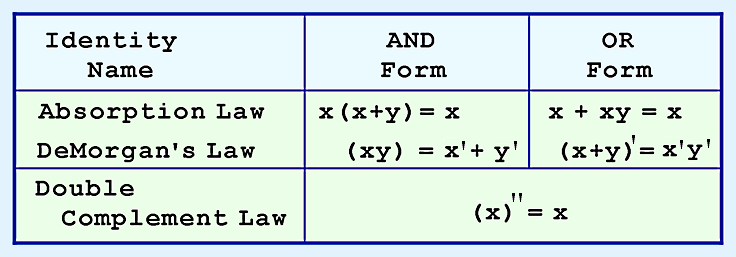 Identity Name AND Form OR Form
Absorption Law x(x+y)= x x + xy = x
DeMorgan's Law (xy) = x'+ y' (x+y)'= x'y'
Double
Complement Law (x)''= x